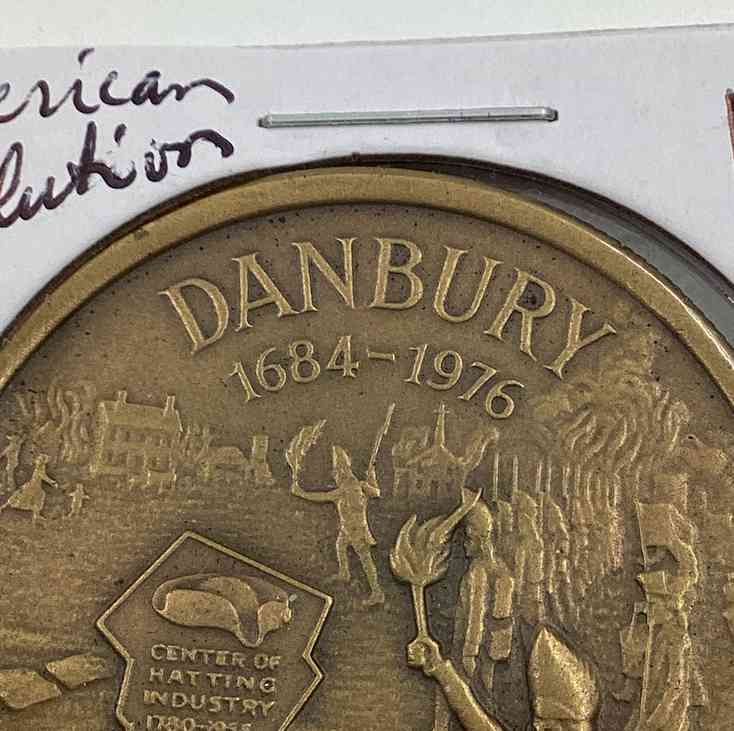 erican
lution
DANBURY
1684-1976
CENTER OF
HATTING
INDUSTRY